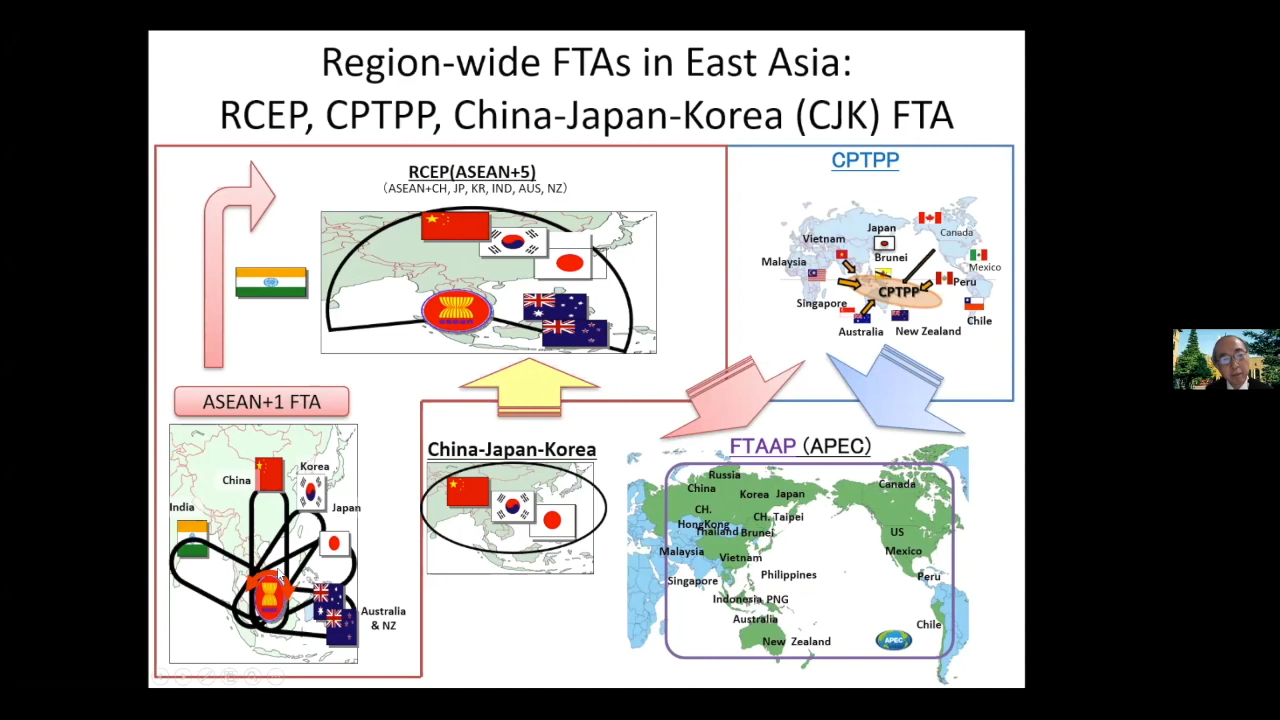 Region-wide FTAs in East Asia:
RCEP, CPTPP, China-Japan-Korea (CJK) FTA
RCEP(ASEAN+5)
(ASEAN+CH, JP, KR, IND, AUS, NZ)
ASEAN+1 FTA
China
Korea
India
Japan
Australia
& NZ
China-Japan-Korea
CPTPP
Vietnam
Japan
Canada
Malaysia
Brunei
Mexico
Peru
CPTPP
Singapore
Chile
Australia
New Zealand
FTAAP (APEC)
Russia
China
Korea
Japan
Canada
CH.
HongKong
CH. Taipei
Thailand
Brunei
US
Malaysia
Vietnam
Mexico
Singapore
Philippines
Peru
Indonesia
PNG
Australia
Chile
New Zealand
APEC